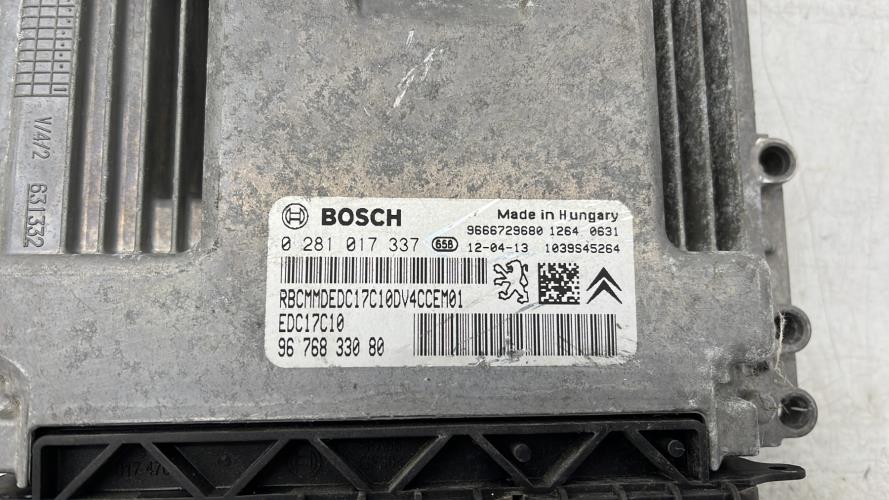 V/4/2 631332
BOSCH
Made in Hungary
9666729680 1264 0631
0 281 017 337 658 12-04-13 1039S45264
RBCMMDEDC17C10DV4CCEM01
EDC17C10
96 768 330 80